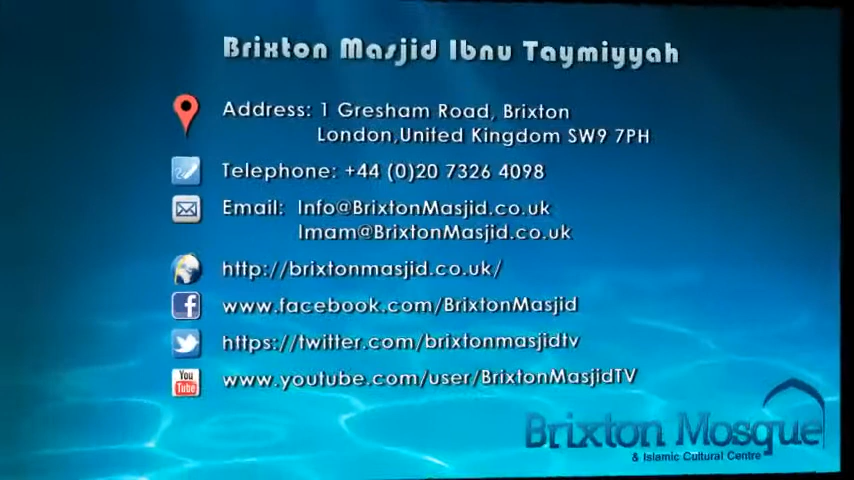 Brixton Masjid Ibnu Taymiyyah
Address: 1 Gresham Road, Brixton
London,United Kingdom SW9 7PH
Telephone: +44 (0)20 7326 4098
Email: Info@BrixtonMasjid.co.uk
Imam@BrixtonMasjid.co.uk
http://brixtonmasjid.co.uk/
www.facebook.com/BrixtonMasjid
https://twitter.com/brixtonmasjidtv
You
Tube
www.youtube.com/user/BrixtonMasjidTV
Brixton Mosque
& Islamic Cultural Centre